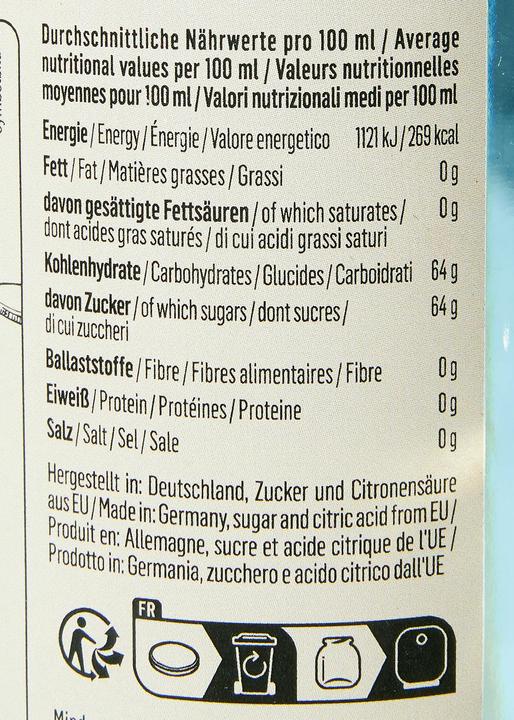 Durchschnittliche Nährwerte pro 100 ml / Average
nutritional values per 100 ml / Valeurs nutritionnelles
moyennes pour 100 ml / Valori nutrizionali medi per 100 ml
Energie / Energy / Énergie / Valore energetico 1121 kJ / 269 kcal
Fett / Fat / Matières grasses / Grassi 0 g
davon gesättigte Fettsäuren / of which saturates / 0 g
dont acides gras saturés / di cui acidi grassi saturi
Kohlenhydrate / Carbohydrates / Glucides / Carboidrati 64 g
davon Zucker / of which sugars / dont sucres / 64 g
di cui zuccheri
Ballaststoffe / Fibre / Fibres alimentaires / Fibre 0 g
Eiweiß / Protein / Protéines / Proteine 0 g
Salz / Salt / Sel / Sale 0 g
Hergestellt in: Deutschland, Zucker und Citronensäure
aus EU / Made in: Germany, sugar and citric acid from EU /
Produit en: Allemagne, sucre et acide citrique de l'UE /
Prodotto in: Germania, zucchero e acido citrico dall'UE
FR